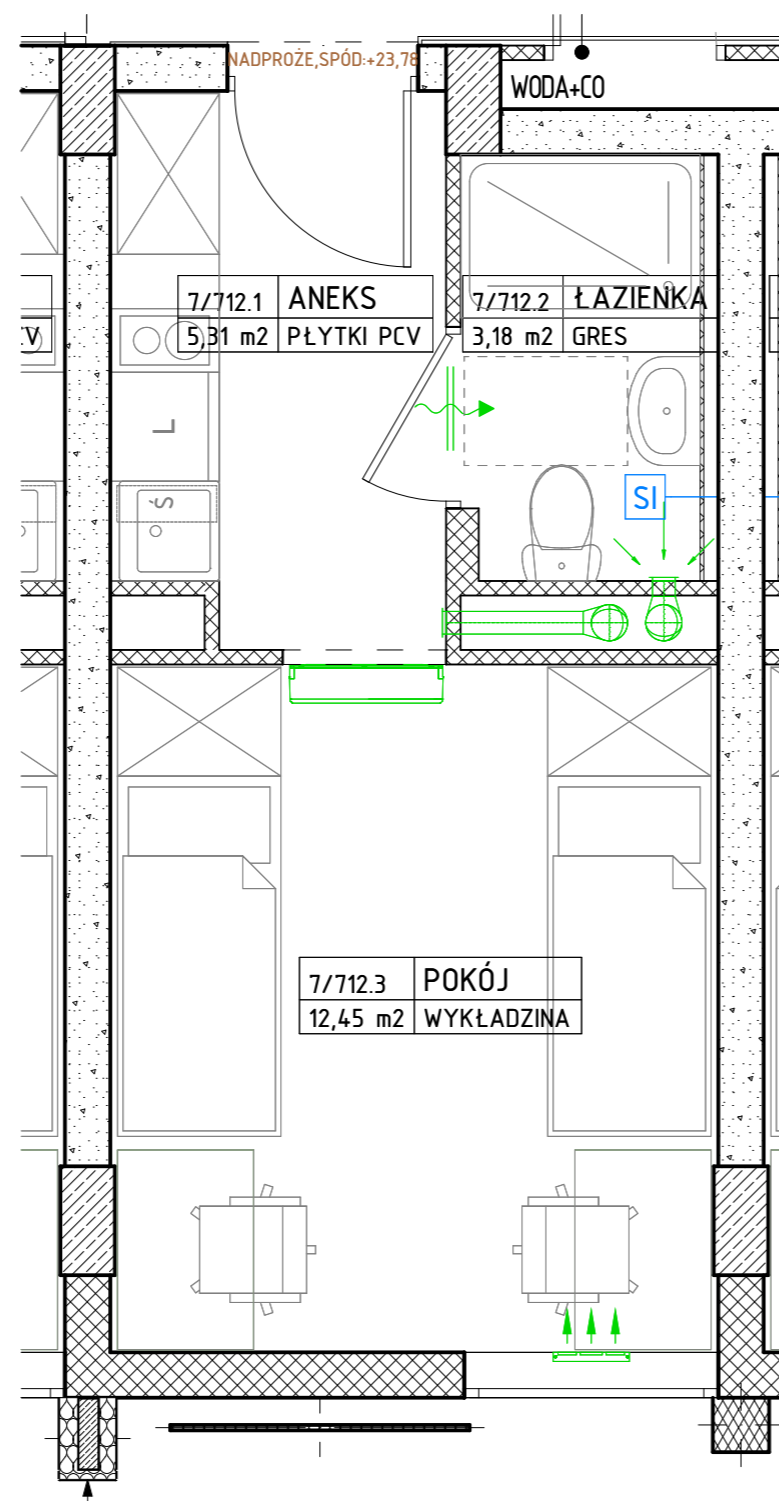 NADPROŻE,SPÓD:+23,78
WODA+CO
7/712.1 ANEKS
5,31 m2 PŁYTKI PCV
7/712.2 ŁAZIENKA
3,18 m2 GRES
V
L
Ś
SI
7/712.3 POKÓJ
12,45 m2 WYKŁADZINA